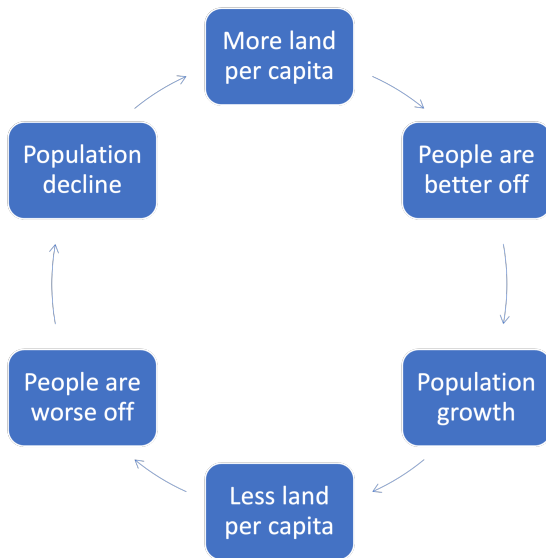 More land
per capita
People are
better off
Population
growth
Less land
per capita
People are
worse off
Population
decline